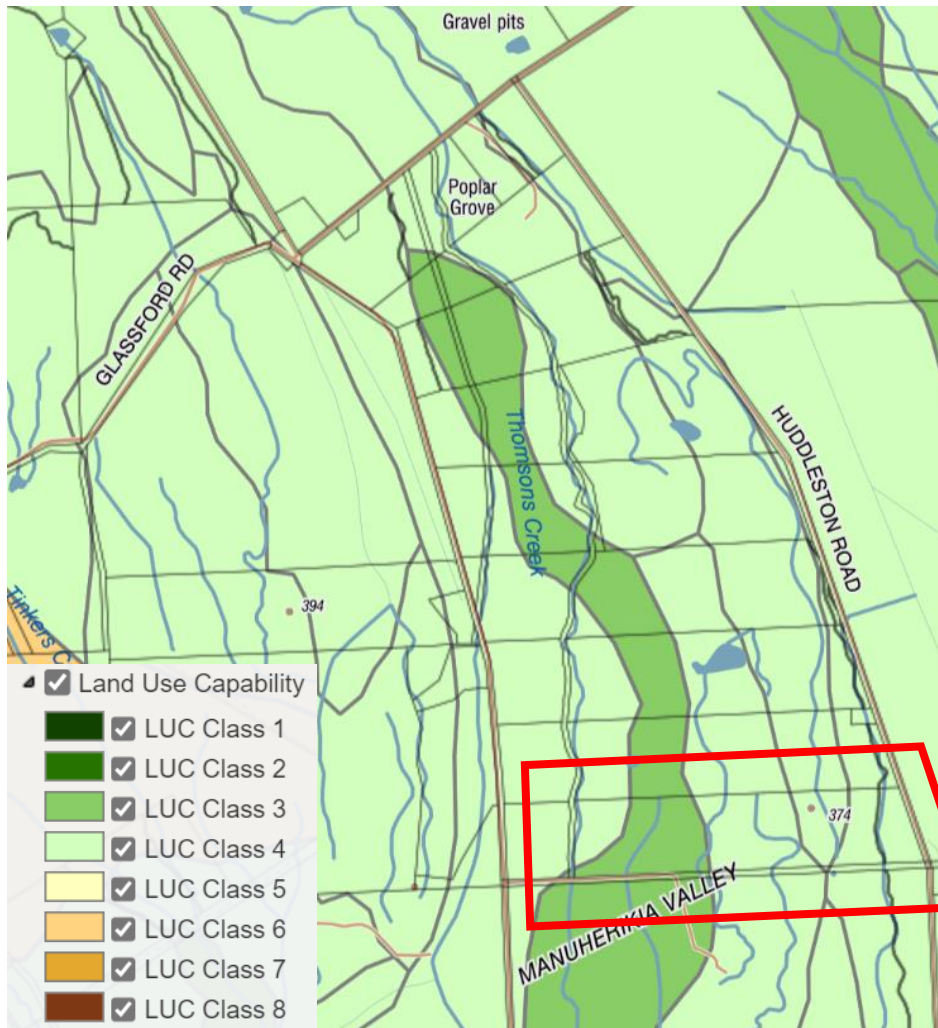 Gravel pits
Poplar
Grove
GLASSFORD RD
Thomsons Creek
HUDDLESTON ROAD
394
Tinkers C
374
MANUHERIKIA VALLEY
Land Use Capability
LUC Class 1
LUC Class 2
LUC Class 3
LUC Class 4
LUC Class 5
LUC Class 6
LUC Class 7
LUC Class 8